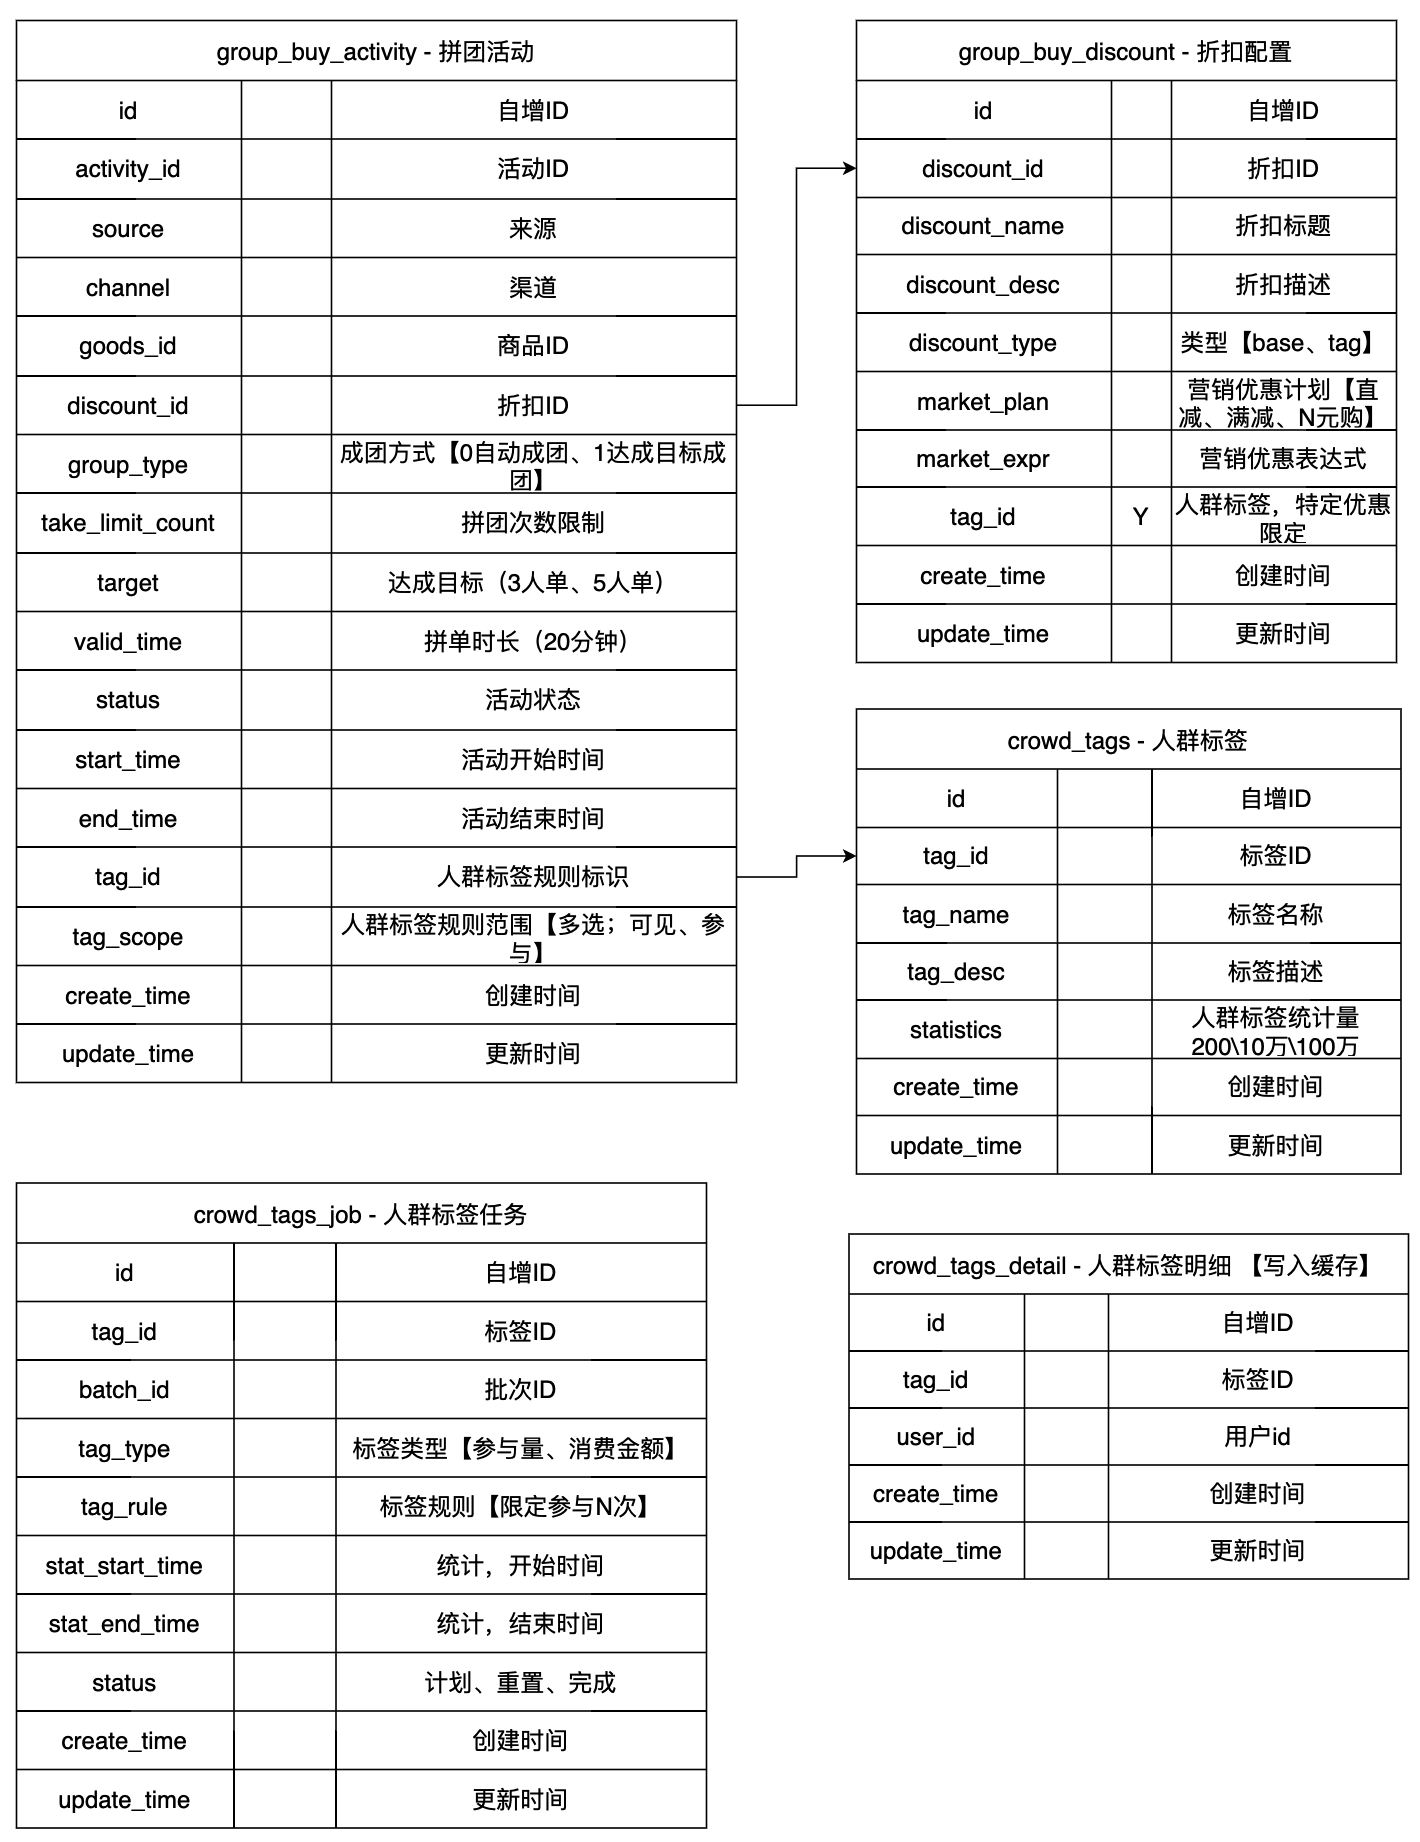 group_buy_activity - 拼团活动
id 自增ID
activity_id 活动ID
source 来源
channel 渠道
goods_id 商品ID
discount_id 折扣ID
group_type 成团方式【0自动成团、1达成目标成
团】
take_limit_count 拼团次数限制
target 达成目标（3人单、5人单）
valid_time 拼单时长（20分钟）
status 活动状态
start_time 活动开始时间
end_time 活动结束时间
tag_id 人群标签规则标识
tag_scope 人群标签规则范围【多选；可见、参
与】
create_time 创建时间
update_time 更新时间
group_buy_discount - 折扣配置
id 自增ID
discount_id 折扣ID
discount_name 折扣标题
discount_desc 折扣描述
discount_type 类型【base、tag】
market_plan 营销优惠计划【直
减、满减、N元购】
market_expr 营销优惠表达式
tag_id Y 人群标签，特定优惠
限定
create_time 创建时间
update_time 更新时间
crowd_tags - 人群标签
id 自增ID
tag_id 标签ID
tag_name 标签名称
tag_desc 标签描述
statistics 人群标签统计量
200\10万\100万
create_time 创建时间
update_time 更新时间
crowd_tags_job - 人群标签任务
id 自增ID
tag_id 标签ID
batch_id 批次ID
tag_type 标签类型【参与量、消费金额】
tag_rule 标签规则【限定参与N次】
stat_start_time 统计，开始时间
stat_end_time 统计，结束时间
status 计划、重置、完成
create_time 创建时间
update_time 更新时间
crowd_tags_detail - 人群标签明细 【写入缓存】
id 自增ID
tag_id 标签ID
user_id 用户id
create_time 创建时间
update_time 更新时间